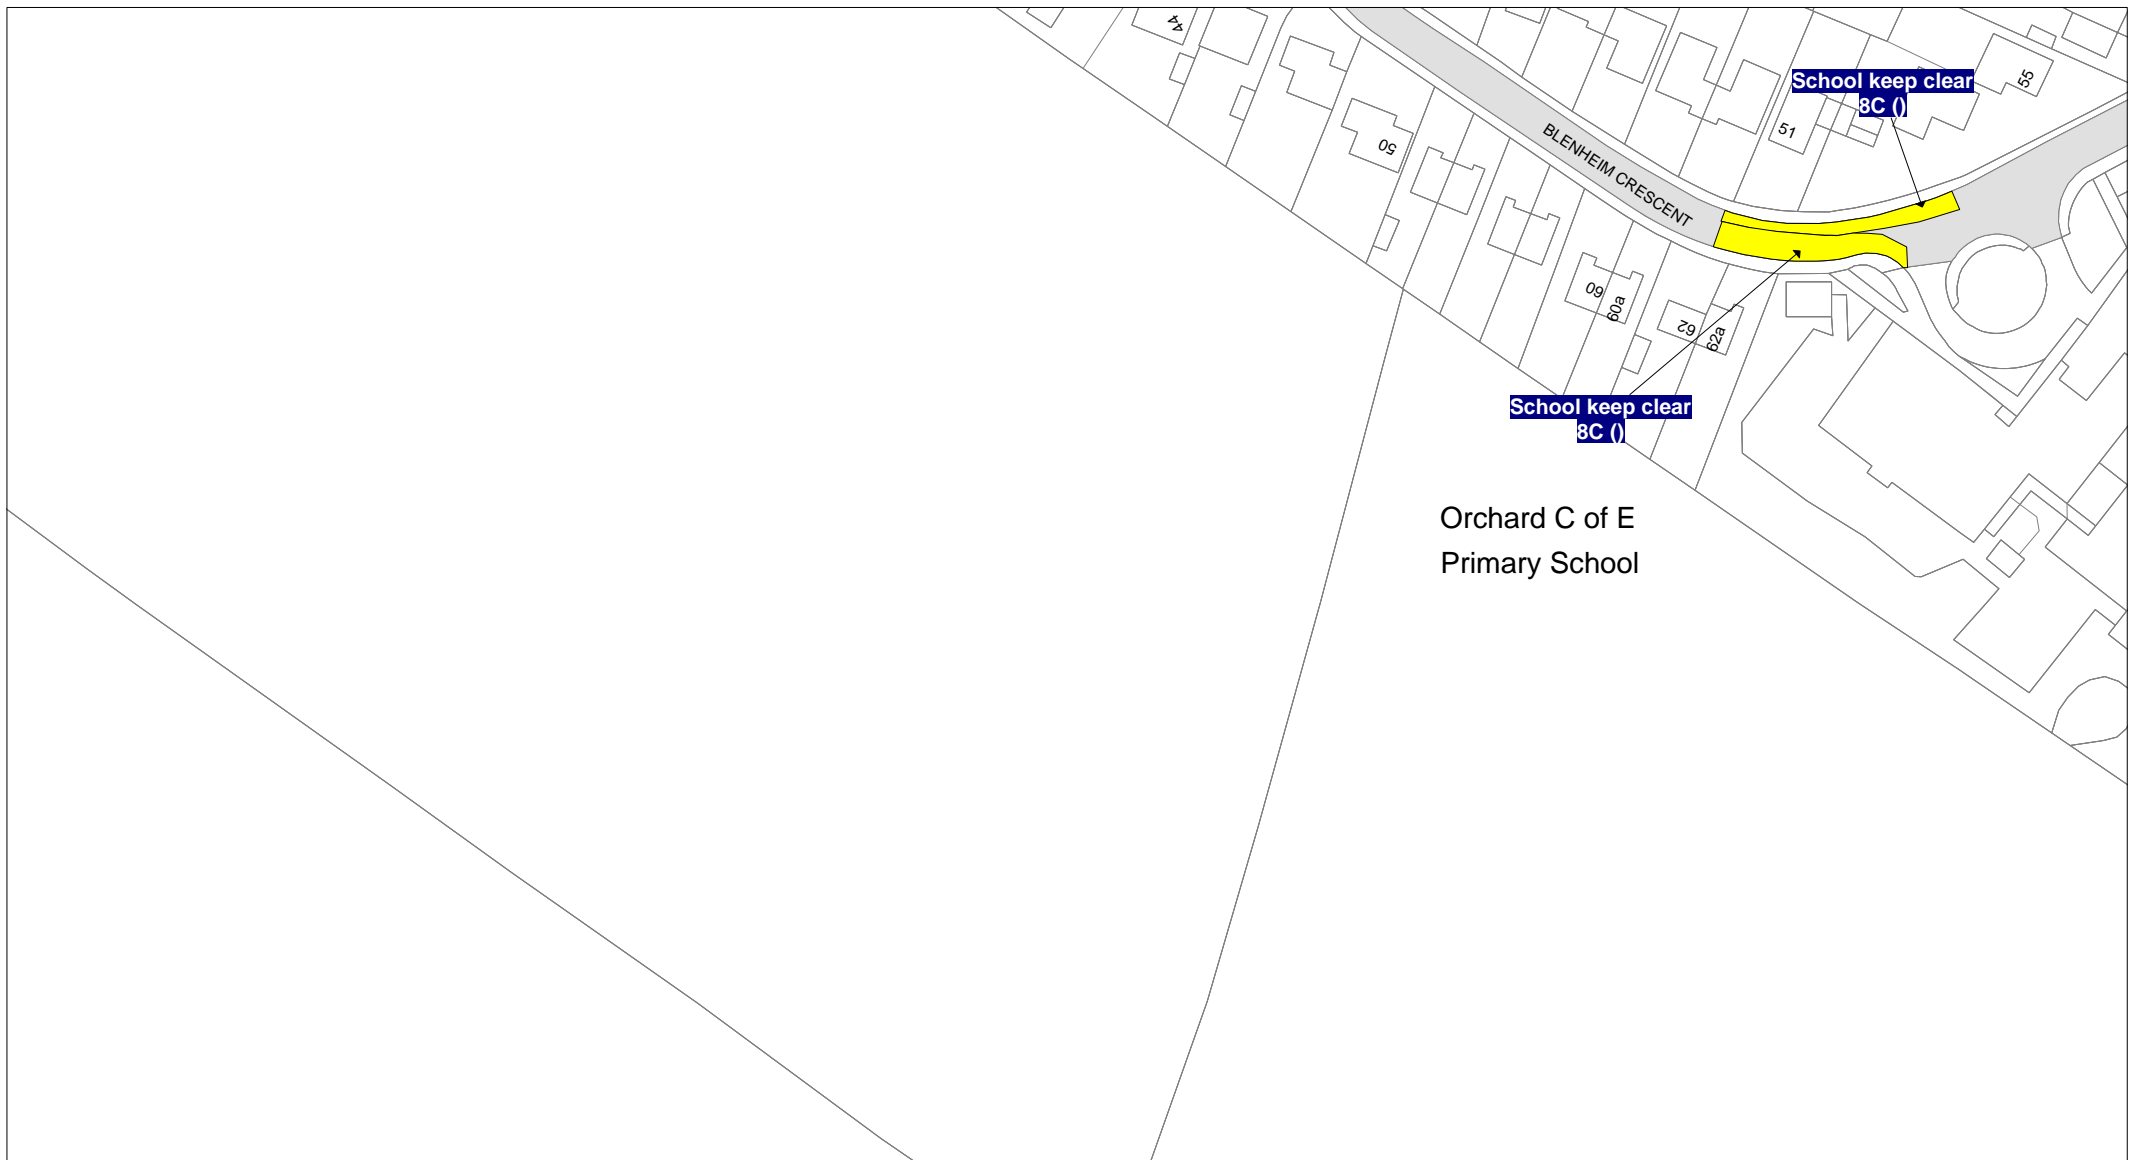 44
55
School keep clear
8C ()
51
50
BLENHEIM CRESCENT
60
60a
62
62a
School keep clear
8C ()
Orchard C of E
Primary School